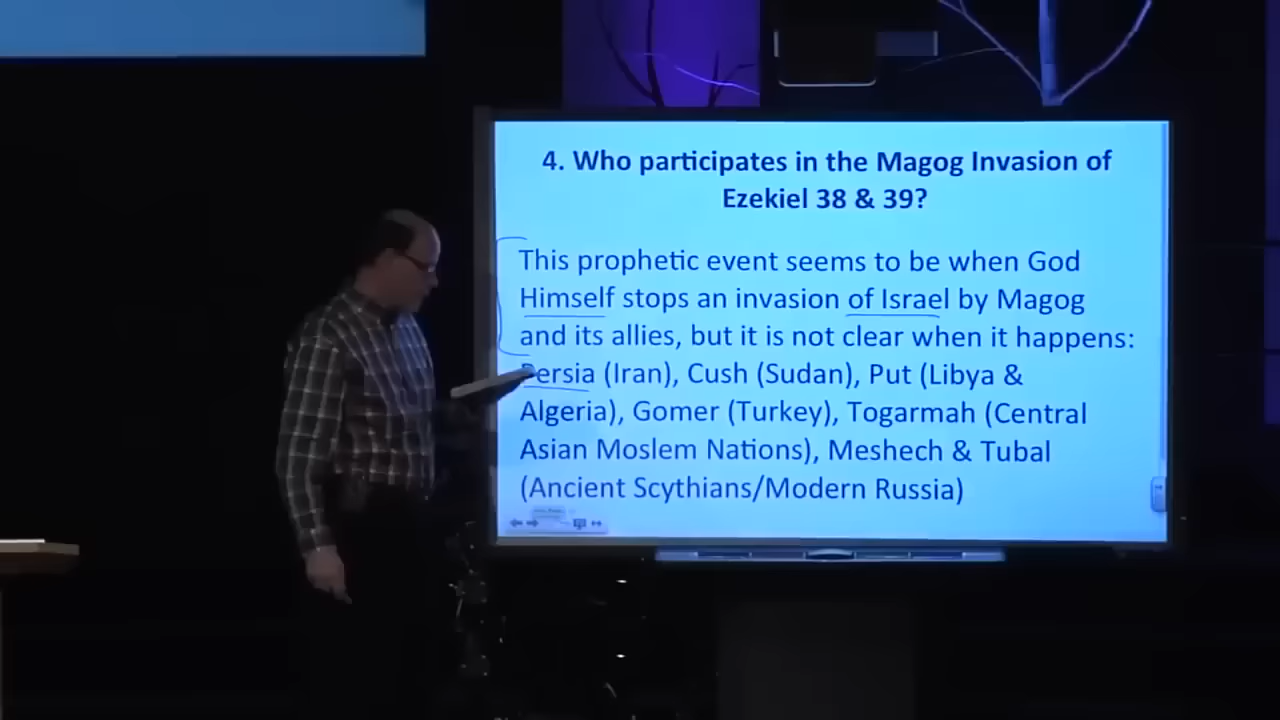 4. Who participates in the Magog Invasion of
Ezekiel 38 & 39?
This prophetic event seems to be when God
Himself stops an invasion of Israel by Magog
and its allies, but it is not clear when it happens:
Persia (Iran), Cush (Sudan), Put (Libya &
Algeria), Gomer (Turkey), Togarmah (Central
Asian Moslem Nations), Meshech & Tubal
(Ancient Scythians/Modern Russia)